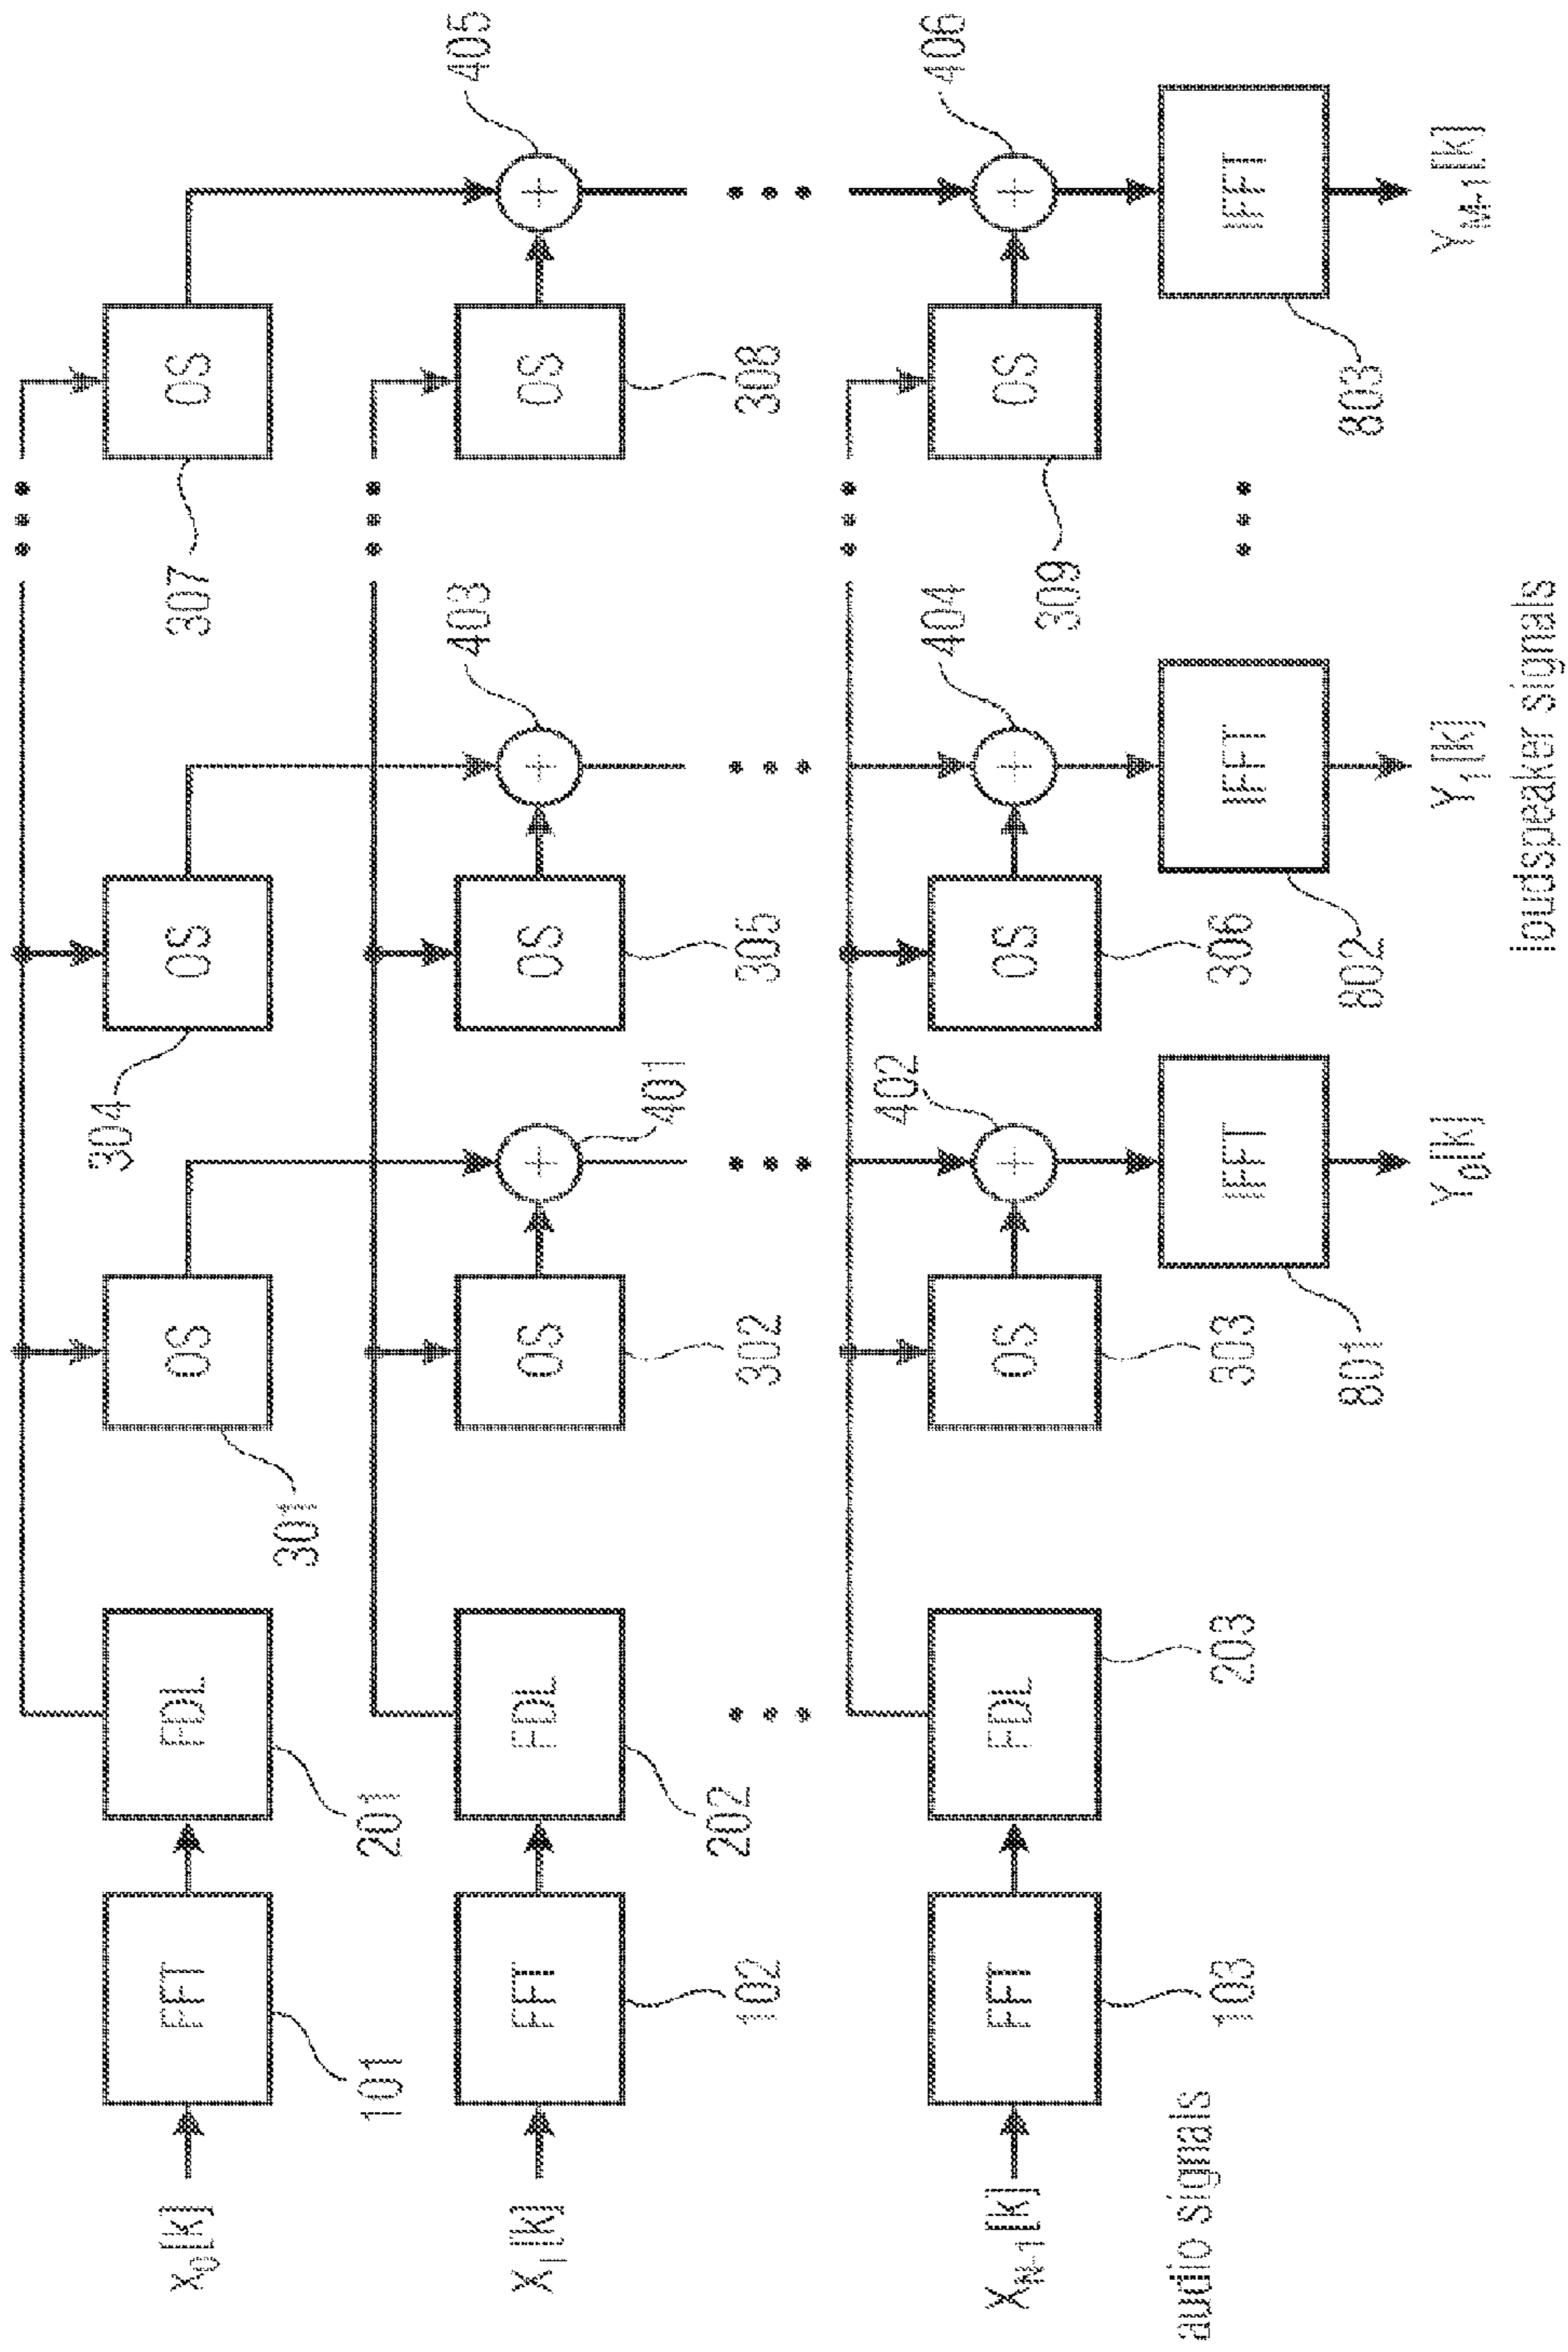 307
304
301
OS
OS
OS
FDL
201
FFT
101
x0[k]
405
403
401
OS
308
OS
305
OS
302
FDL
202
FFT
102
x1[k]
406
404
402
OS
309
OS
306
OS
303
FDL
203
FFT
103
xN-1[k]
audio signals
IFFT
803
IFFT
802
IFFT
801
YM-1[k]
Y1[k]
Y0[k]
loudspeaker signals